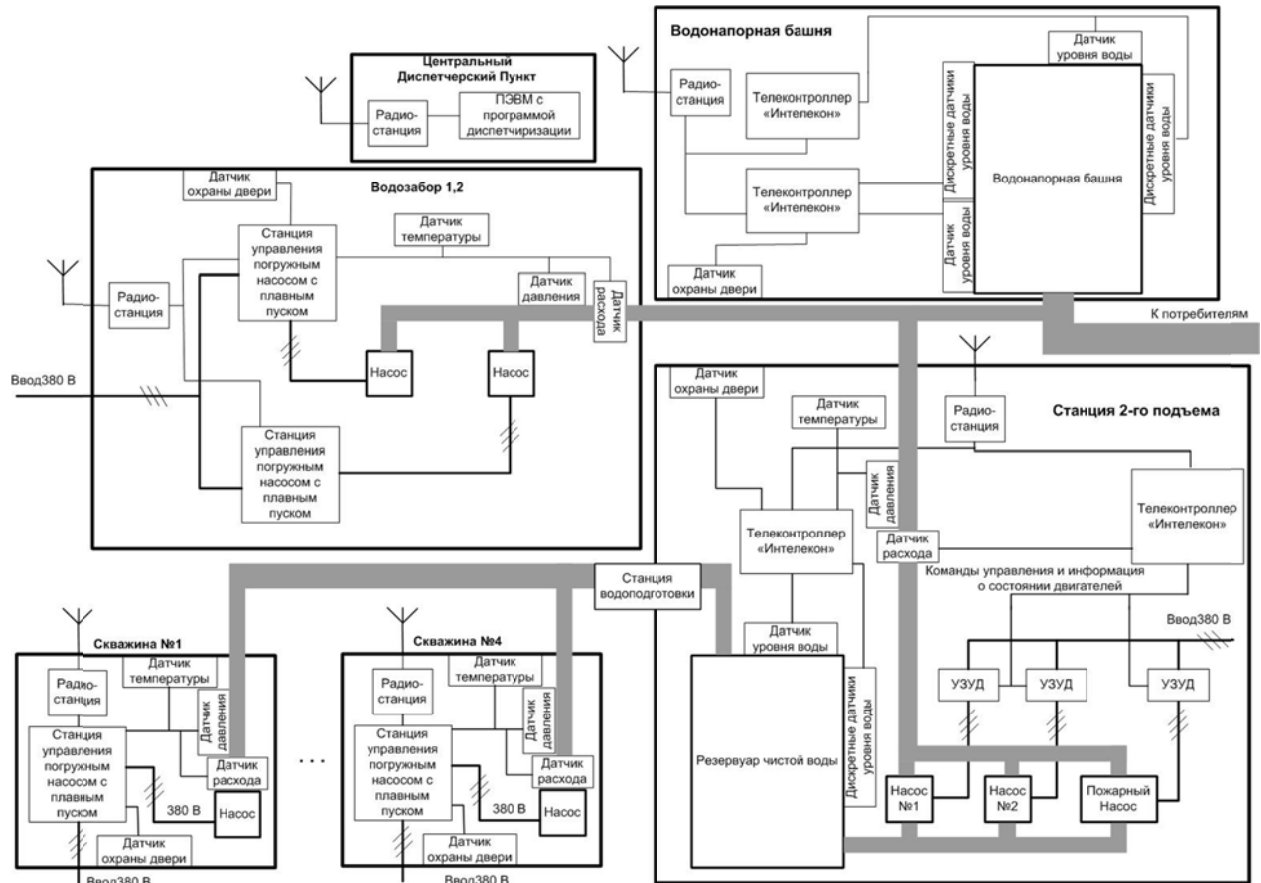 Центральный
Диспетчерский Пункт
Радио-
станция
ПЭВМ с
программой
диспетчиризации
Водонапорная башня
Радио-
станция
Телеконтроллер
«Интелекон»
Телеконтроллер
«Интелекон»
Датчик
охраны двери
Датчик
уровня воды
Дискретные датчики
уровня воды
Датчик
уровня воды
Водонапорная башня
Дискретные датчики
уровня воды
К потребителям
Водозабор 1,2
Датчик
охраны двери
Станция
управления
погружным
насосом с
плавным
пуском
Датчик
температуры
Радио-
станция
Датчик
давления
Датчик
расхода
Насос
Насос
Ввод380 В
Станция
управления
погружным
насосом с
плавным
пуском
Станция 2-го подъема
Датчик
охраны двери
Датчик
температуры
Радио-
станция
Датчик
давления
Телеконтроллер
«Интелекон»
Телеконтроллер
«Интелекон»
Датчик
расхода
Команды управления и информация
о состоянии двигателей
Ввод380 В
Датчик
уровня воды
Дискретные датчики
уровня воды
УЗУД
УЗУД
УЗУД
Резервуар чистой воды
Насос
№1
Насос
№2
Пожарный
Насос
Станция
водоподготовки
Скважина №1
Радио-
станция
Датчик
температуры
Датчик
давления
Станция
управления
погружным
насосом с
плавным
пуском
Датчик
расхода
380 В
Насос
Датчик
охраны двери
Ввод380 В
...
Скважина №4
Радио-
станция
Датчик
температуры
Датчик
давления
Станция
управления
погружным
насосом с
плавным
пуском
Датчик
расхода
380 В
Насос
Датчик
охраны двери
Ввод380 В